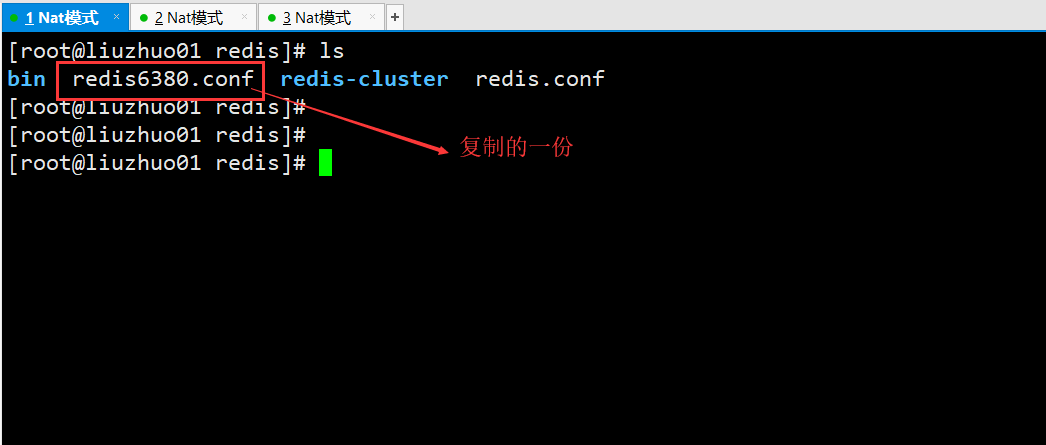 1 Nat模式 × 2 Nat模式 × 3 Nat模式 × +
[root@liuzhuo01 redis]# ls
bin redis6380.conf redis-cluster redis.conf
[root@liuzhuo01 redis]#
[root@liuzhuo01 redis]#
复制的一份
[root@liuzhuo01 redis]#